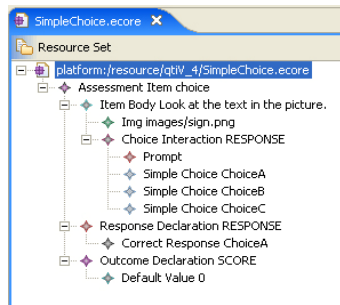 SimpleChoice.ecore
Resource Set
platform:/resource/qtiV_4/SimpleChoice.ecore
Assessment Item choice
Item Body Look at the text in the picture.
Img images/sign.png
Choice Interaction RESPONSE
Prompt
Simple Choice ChoiceA
Simple Choice ChoiceB
Simple Choice ChoiceC
Response Declaration RESPONSE
Correct Response ChoiceA
Outcome Declaration SCORE
Default Value 0